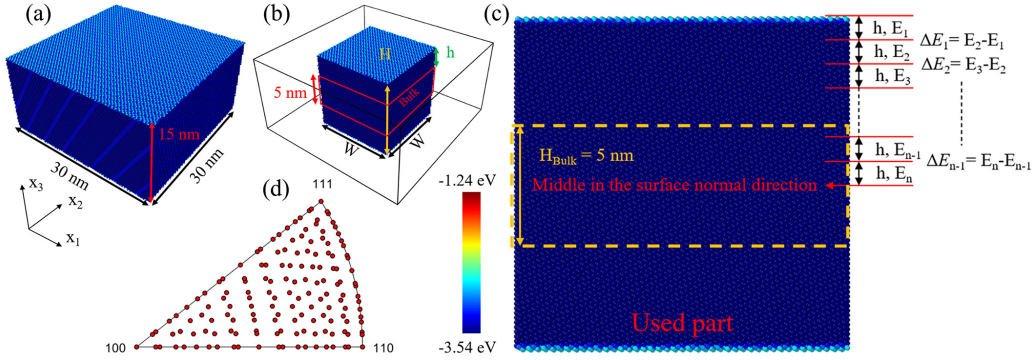 (a)
15 nm
30 nm
30 nm
x₃
x₂
x₁
(b)
H
h
5 nm
Bulk
W
W
(d)
111
100
110
-1.24 eV
-3.54 eV
(c)
h, E₁
h, E₂
h, E₃
ΔE₁= E₂-E₁
ΔE₂= E₃-E₂
h, Eₙ₋₁
h, Eₙ
ΔEₙ₋₁= Eₙ-Eₙ₋₁
H_Bulk = 5 nm
Middle in the surface normal direction
Used part